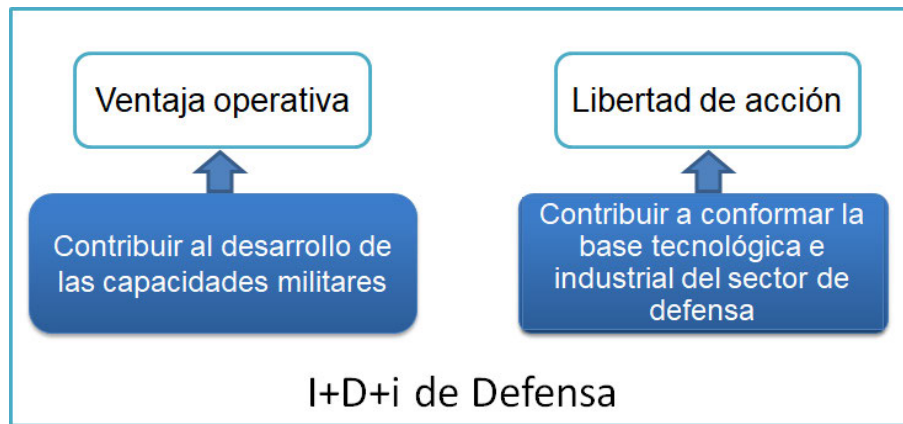 Ventaja operativa
Libertad de acción
Contribuir al desarrollo de
las capacidades militares
Contribuir a conformar la
base tecnológica e
industrial del sector de
defensa
I+D+i de Defensa